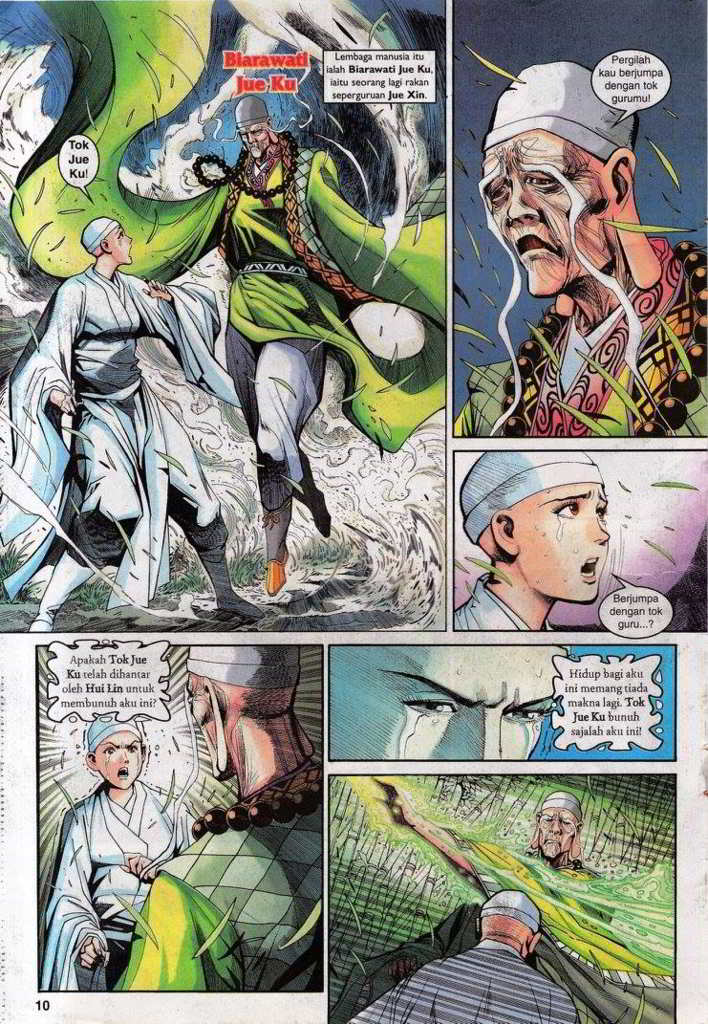 Biarawati
Jue Ku
Lembaga manusia itu
ialah Biarawati Jue Ku,
iaitu seorang lagi rakan
seperguruan Jue Xin.
Tok
Jue
Ku!
Pergilah
kau berjumpa
dengan tok
gurumu!
Berjumpa
dengan tok
guru...?
Apakah Tok Jue
Ku telah dihantar
oleh Hui Lin untuk
membunuh aku ini?
Hidup bagi aku
ini memang tiada
makna lagi. Tok
Jue Ku bunuh
sajalah aku ini!
10